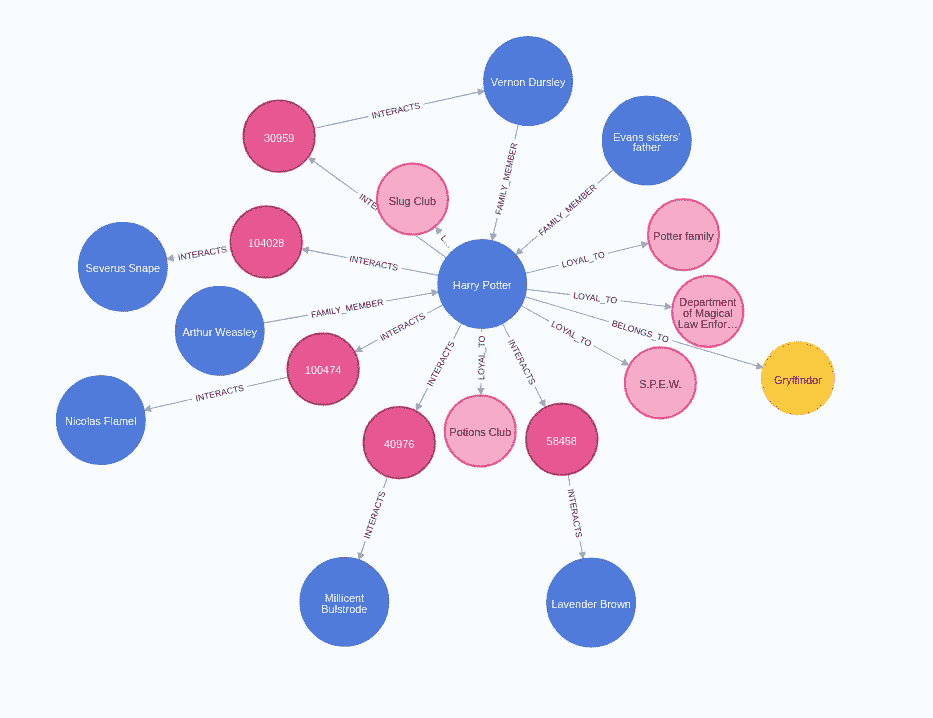 Vernon Dursley
INTERACTS
30959
Evans sisters'
father
FAMILY_MEMBER
FAMILY_MEMBER
INTE
Slug Club
L...
Potter family
104028
Severus Snape
INTERACTS
INTERACTS
LOYAL_TO
Harry Potter
LOYAL_TO
Department
of Magical
Law Enfor...
FAMILY_MEMBER
Arthur Weasley
INTERACTS
LOYAL_TO
BELONGS_TO
INTERACTS
LOYAL_TO
INTERACTS
100474
Gryffindor
S.P.E.W.
INTERACTS
Nicolas Flamel
40976
Potions Club
58458
INTERACTS
INTERACTS
Millicent
Bulstrode
Lavender Brown